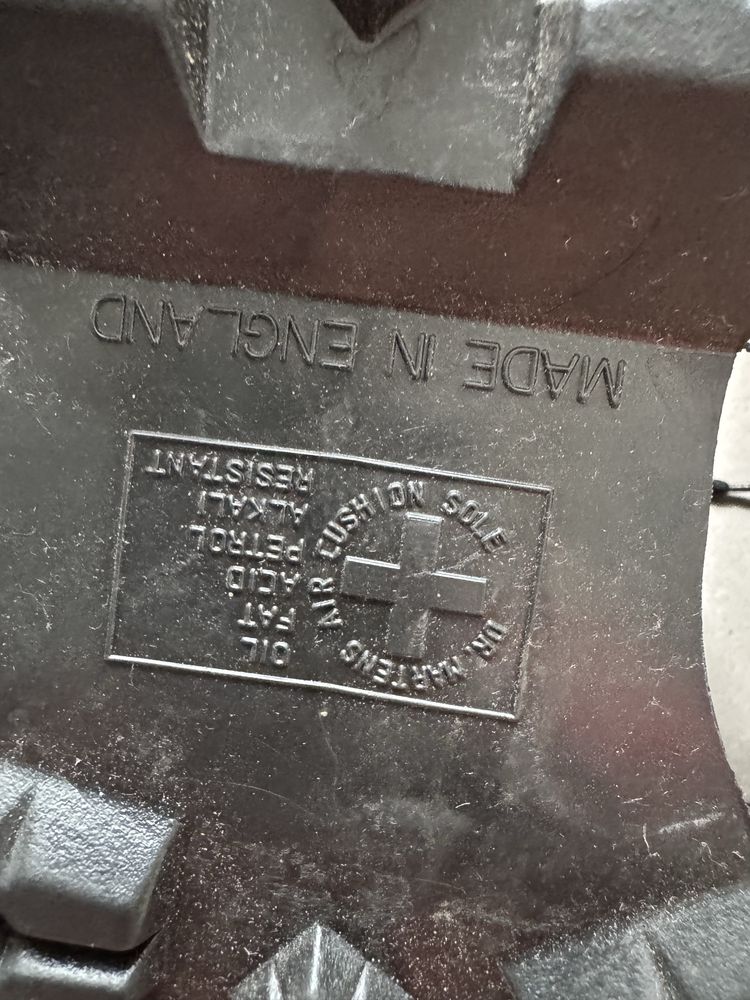 OIL
FAT
ACID
PETROL
ALKALI
RESISTANT
DR. MARTENS AIR CUSHION SOLE
MADE IN ENGLAND